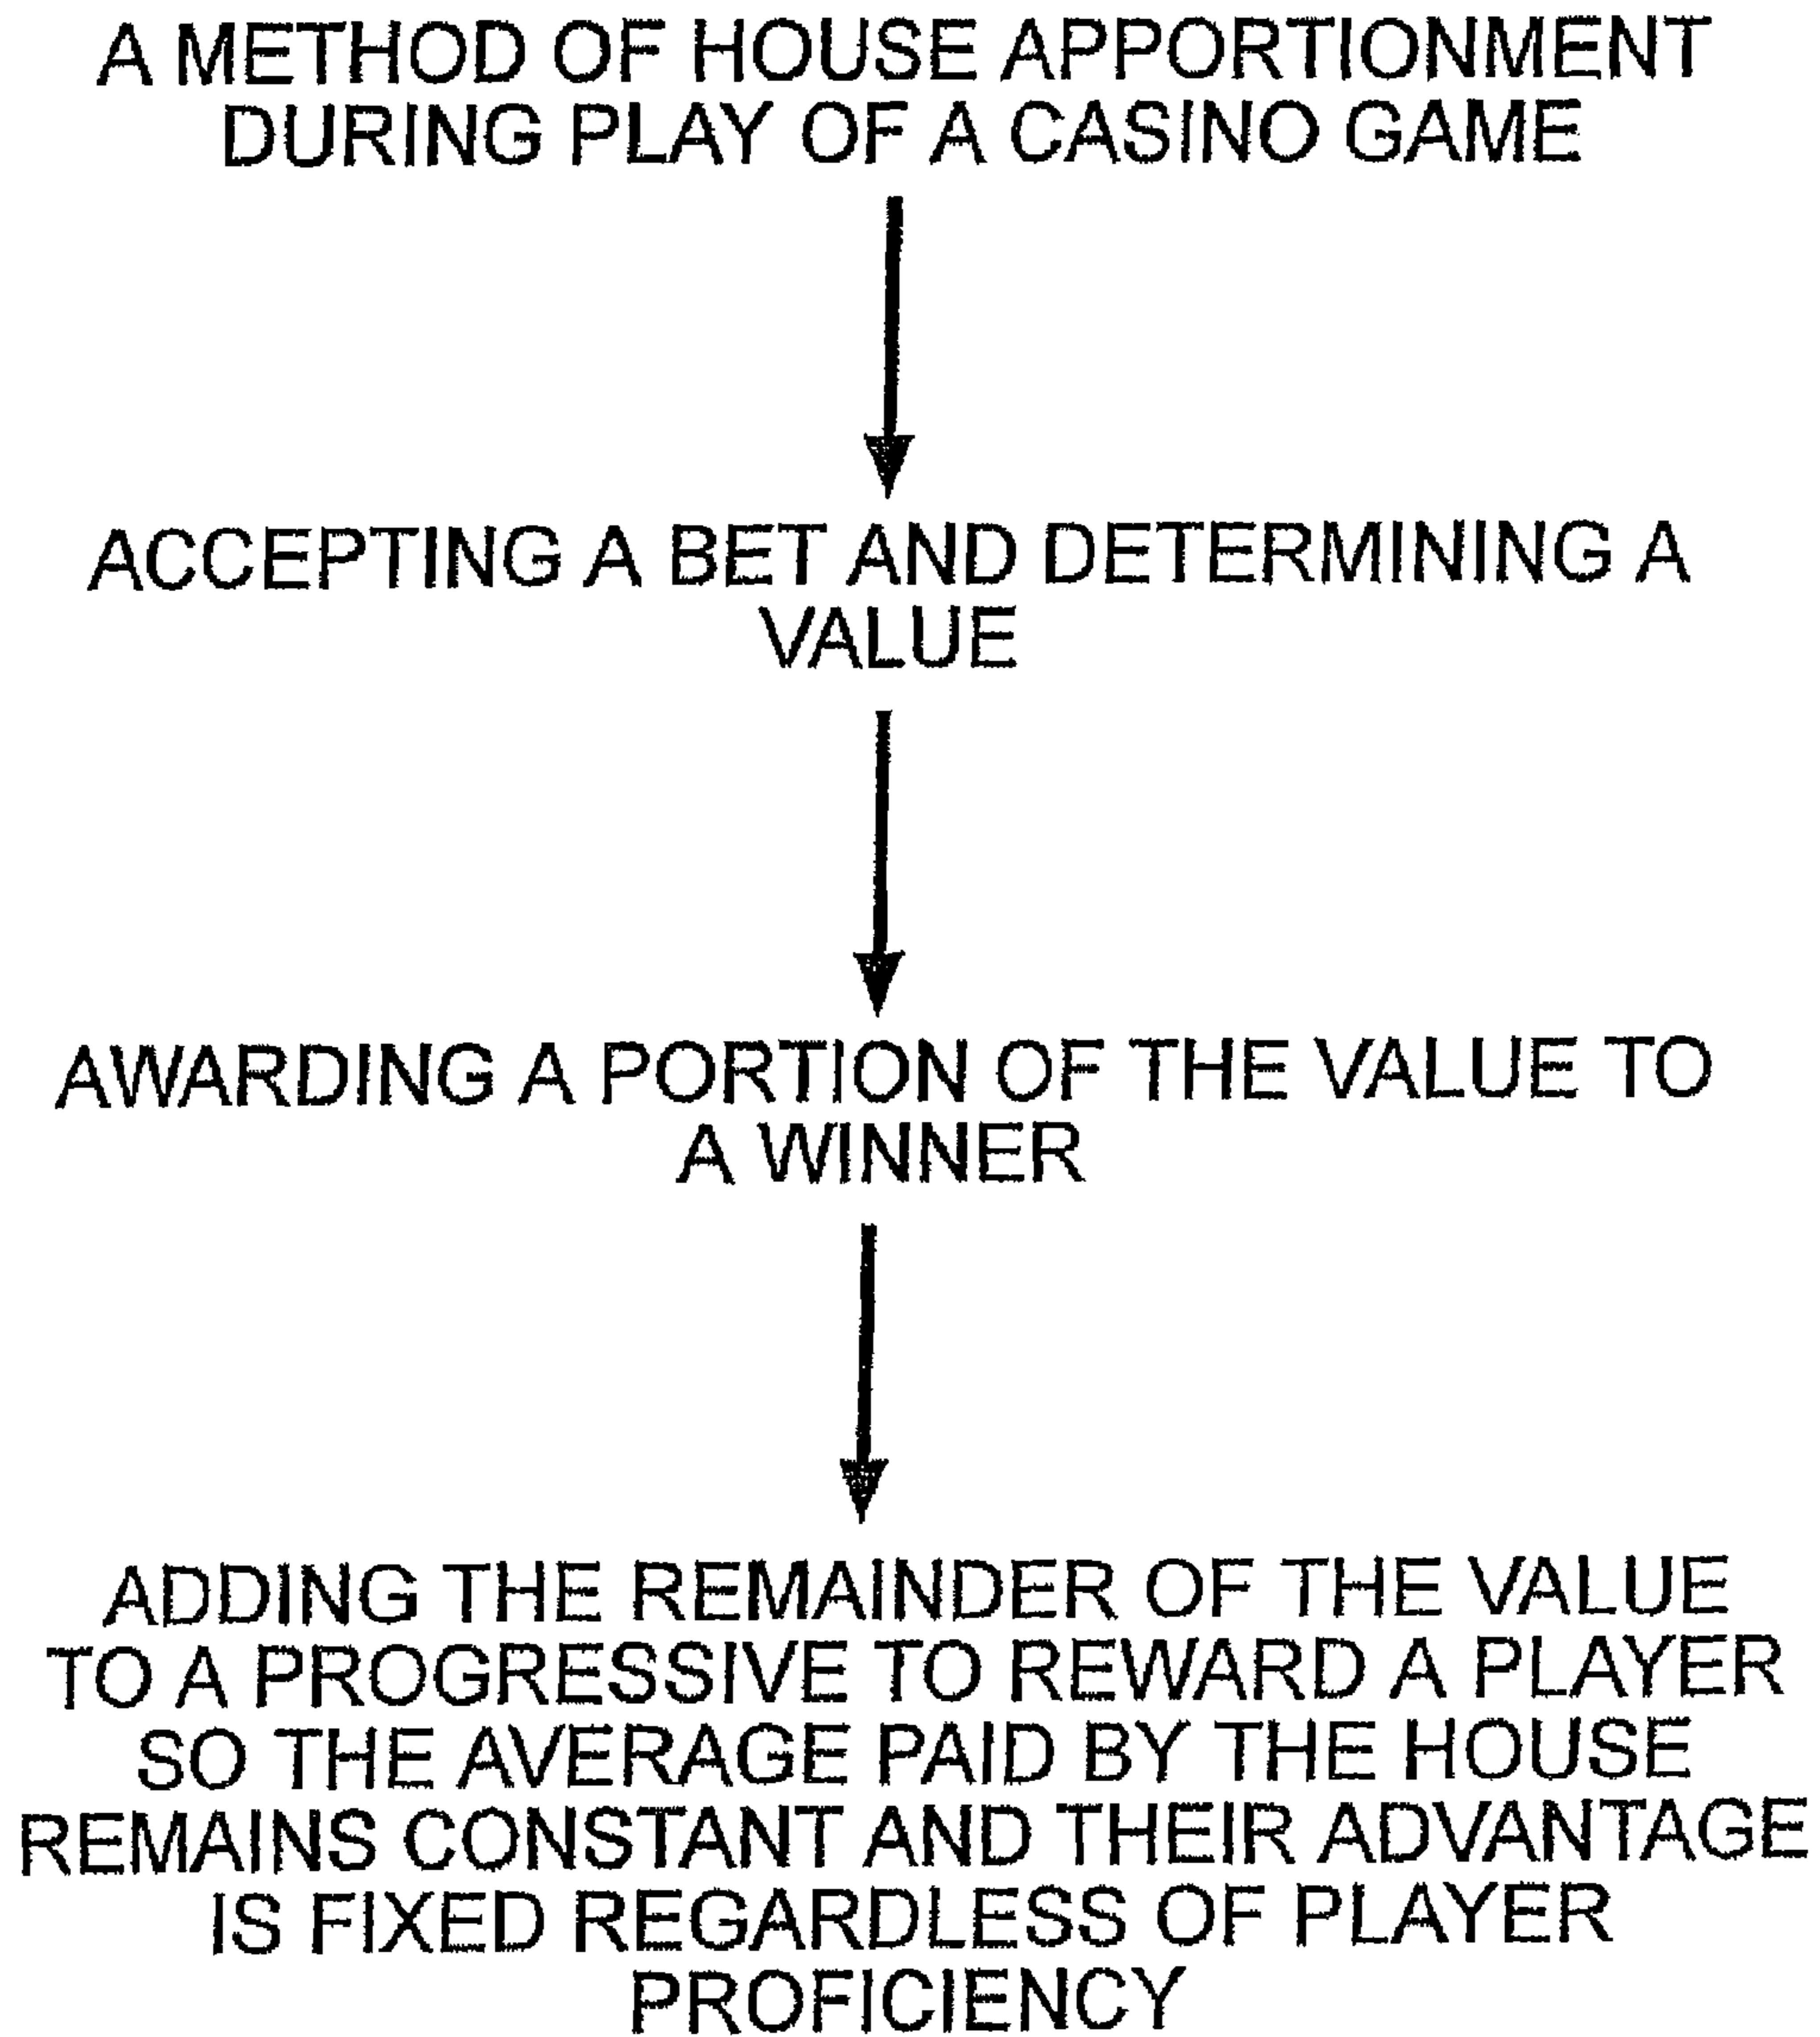 A METHOD OF HOUSE APPORTIONMENT
DURING PLAY OF A CASINO GAME
ACCEPTING A BET AND DETERMINING A
VALUE
AWARDING A PORTION OF THE VALUE TO
A WINNER
ADDING THE REMAINDER OF THE VALUE
TO A PROGRESSIVE TO REWARD A PLAYER
SO THE AVERAGE PAID BY THE HOUSE
REMAINS CONSTANT AND THEIR ADVANTAGE
IS FIXED REGARDLESS OF PLAYER
PROFICIENCY